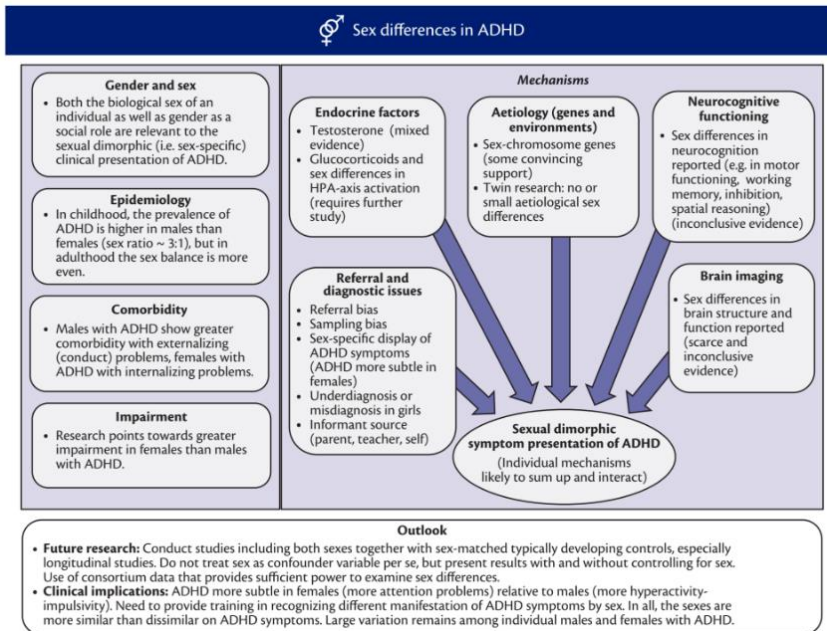 Sex differences in ADHD
Gender and sex
• Both the biological sex of an
individual as well as gender as a
social role are relevant to the
sexual dimorphic (i.e. sex-specific)
clinical presentation of ADHD.
Epidemiology
• In childhood, the prevalence of
ADHD is higher in males than
females (sex ratio ~ 3:1), but in
adulthood the sex balance is more
even.
Comorbidity
• Males with ADHD show greater
comorbidity with externalizing
(conduct) problems, females with
ADHD with internalizing problems.
Impairment
• Research points towards greater
impairment in females than males
with ADHD.
Mechanisms
Endocrine factors
• Testosterone (mixed
evidence)
• Glucocorticoids and
sex differences in
HPA-axis activation
(requires further
study)
Aetiology (genes and
environments)
• Sex-chromosome genes
(some convincing
support)
• Twin research: no or
small aetiological sex
differences
Neurocognitive
functioning
• Sex differences in
neurocognition
reported (e.g. in motor
functioning, working
memory, inhibition,
spatial reasoning)
(inconclusive evidence)
Referral and
diagnostic issues
• Referral bias
• Sampling bias
• Sex-specific display of
ADHD symptoms
(ADHD more subtle in
females)
• Underdiagnosis or
misdiagnosis in girls
• Informant source
(parent, teacher, self)
Brain imaging
• Sex differences in
brain structure and
function reported
(scarce and
inconclusive
evidence)
Sexual dimorphic
symptom presentation of ADHD
(Individual mechanisms
likely to sum up and interact)
Outlook
• Future research: Conduct studies including both sexes together with sex-matched typically developing controls, especially
longitudinal studies. Do not treat sex as confounder variable per se, but present results with and without controlling for sex.
Use of consortium data that provides sufficient power to examine sex differences.
• Clinical implications: ADHD more subtle in females (more attention problems) relative to males (more hyperactivity-
impulsivity). Need to provide training in recognizing different manifestation of ADHD symptoms by sex. In all, the sexes are
more similar than dissimilar on ADHD symptoms. Large variation remains among individual males and females with ADHD.